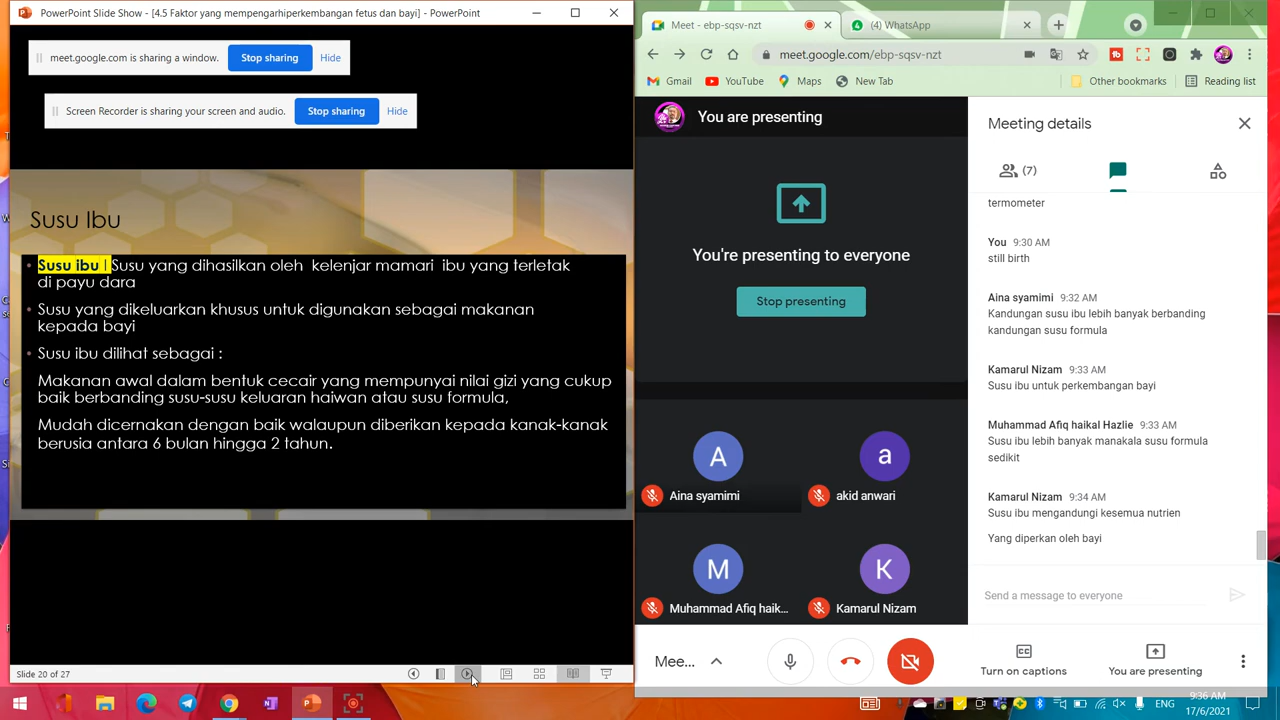 PowerPoint Slide Show - [4.5 Faktor yang mempengarhiperkembangan fetus dan bayi] - PowerPoint
meet.google.com is sharing a window.
Stop sharing
Hide
Screen Recorder is sharing your screen and audio.
Stop sharing
Hide
Susu Ibu
Susu ibu | Susu yang dihasilkan oleh kelenjar mamari ibu yang terletak
di payu dara
Susu yang dikeluarkan khusus untuk digunakan sebagai makanan
kepada bayi
Susu ibu dilihat sebagai :
Makanan awal dalam bentuk cecair yang mempunyai nilai gizi yang cukup
baik berbanding susu-susu keluaran haiwan atau susu formula,
Mudah dicernakan dengan baik walaupun diberikan kepada kanak-kanak
berusia antara 6 bulan hingga 2 tahun.
Slide 20 of 27
Meet - ebp-sqsv-nzt
(4) WhatsApp
meet.google.com/ebp-sqsv-nzt
Gmail
YouTube
Maps
New Tab
Other bookmarks
Reading list
You are presenting
You're presenting to everyone
Stop presenting
A
Aina syamimi
a
akid anwari
M
Muhammad Afiq haik...
K
Kamarul Nizam
Meeting details
(7)
termometer
You 9:30 AM
still birth
Aina syamimi 9:32 AM
Kandungan susu ibu lebih banyak berbanding
kandungan susu formula
Kamarul Nizam 9:33 AM
Susu ibu untuk perkembangan bayi
Muhammad Afiq haikal Hazlie 9:33 AM
Susu ibu lebih banyak manakala susu formula
sedikit
Kamarul Nizam 9:34 AM
Susu ibu mengandungi kesemua nutrien
Yang diperkan oleh bayi
Send a message to everyone
Mee...
Turn on captions
You are presenting
ENG
9:36 AM
17/6/2021